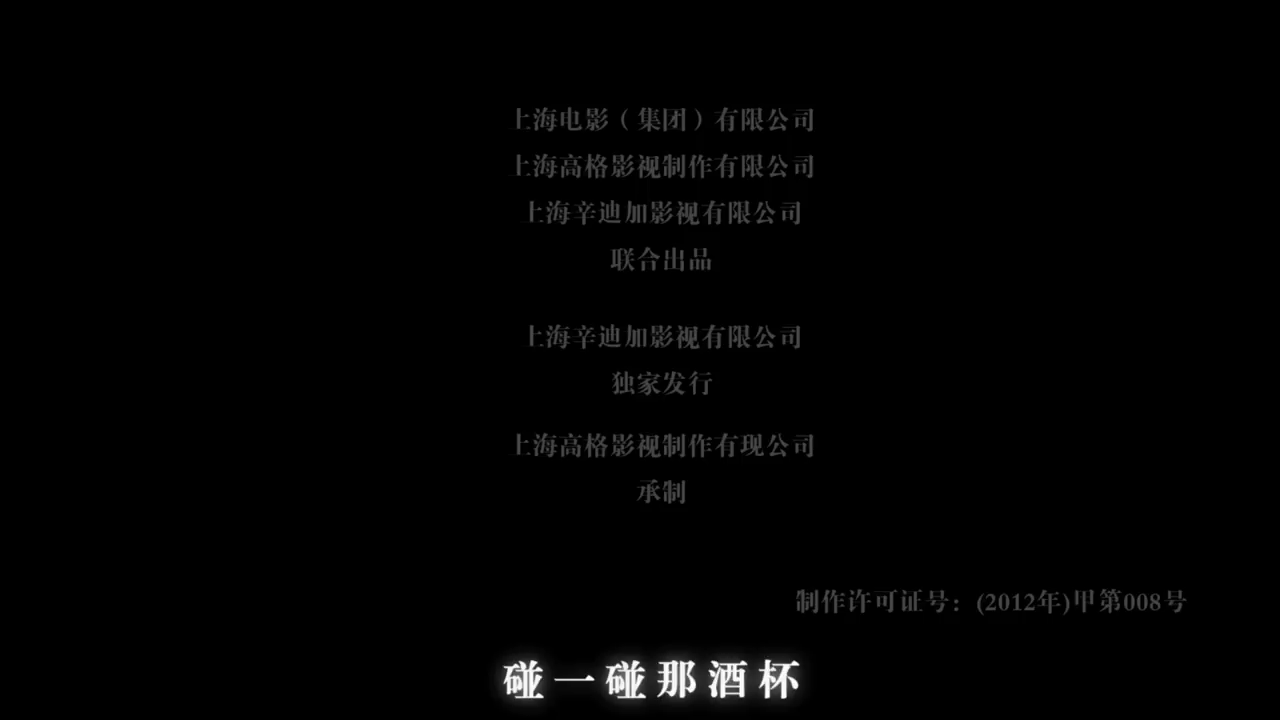 上海电影（集团）有限公司
上海高格影视制作有限公司
上海辛迪加影视有限公司
联合出品
上海辛迪加影视有限公司
独家发行
上海高格影视制作有现公司
承制
制作许可证号：(2012年)甲第008号
碰一碰那酒杯